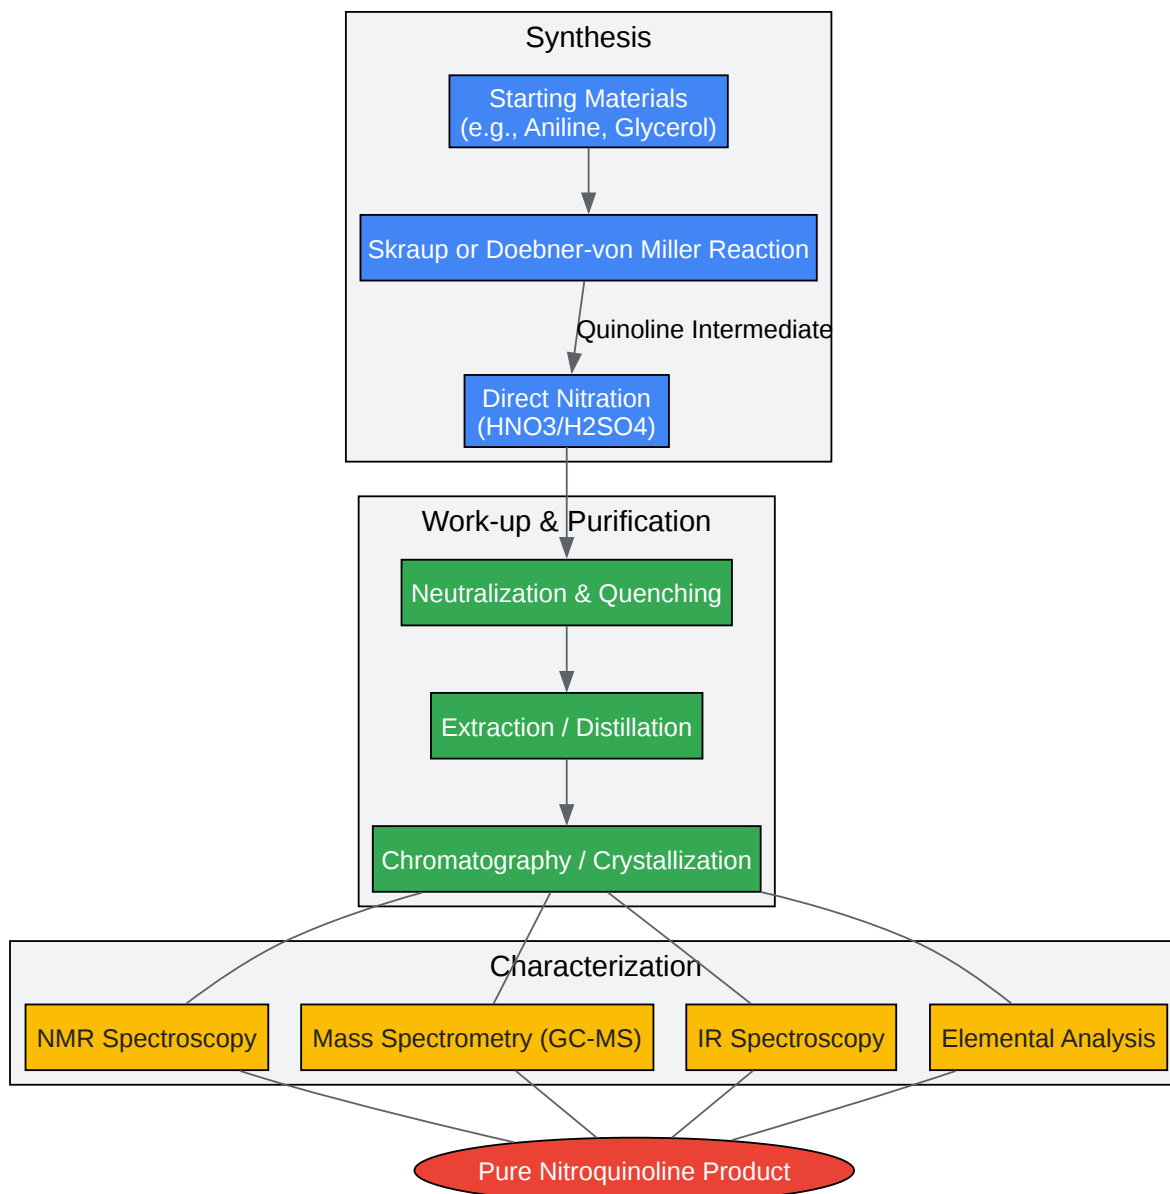 Synthesis
Starting Materials
(e.g., Aniline, Glycerol)
Skraup or Doebner-von Miller Reaction
Quinoline Intermediate
Direct Nitration
(HNO3/H2SO4)
Work-up & Purification
Neutralization & Quenching
Extraction / Distillation
Chromatography / Crystallization
Characterization
NMR Spectroscopy
Mass Spectrometry (GC-MS)
IR Spectroscopy
Elemental Analysis
Pure Nitroquinoline Product